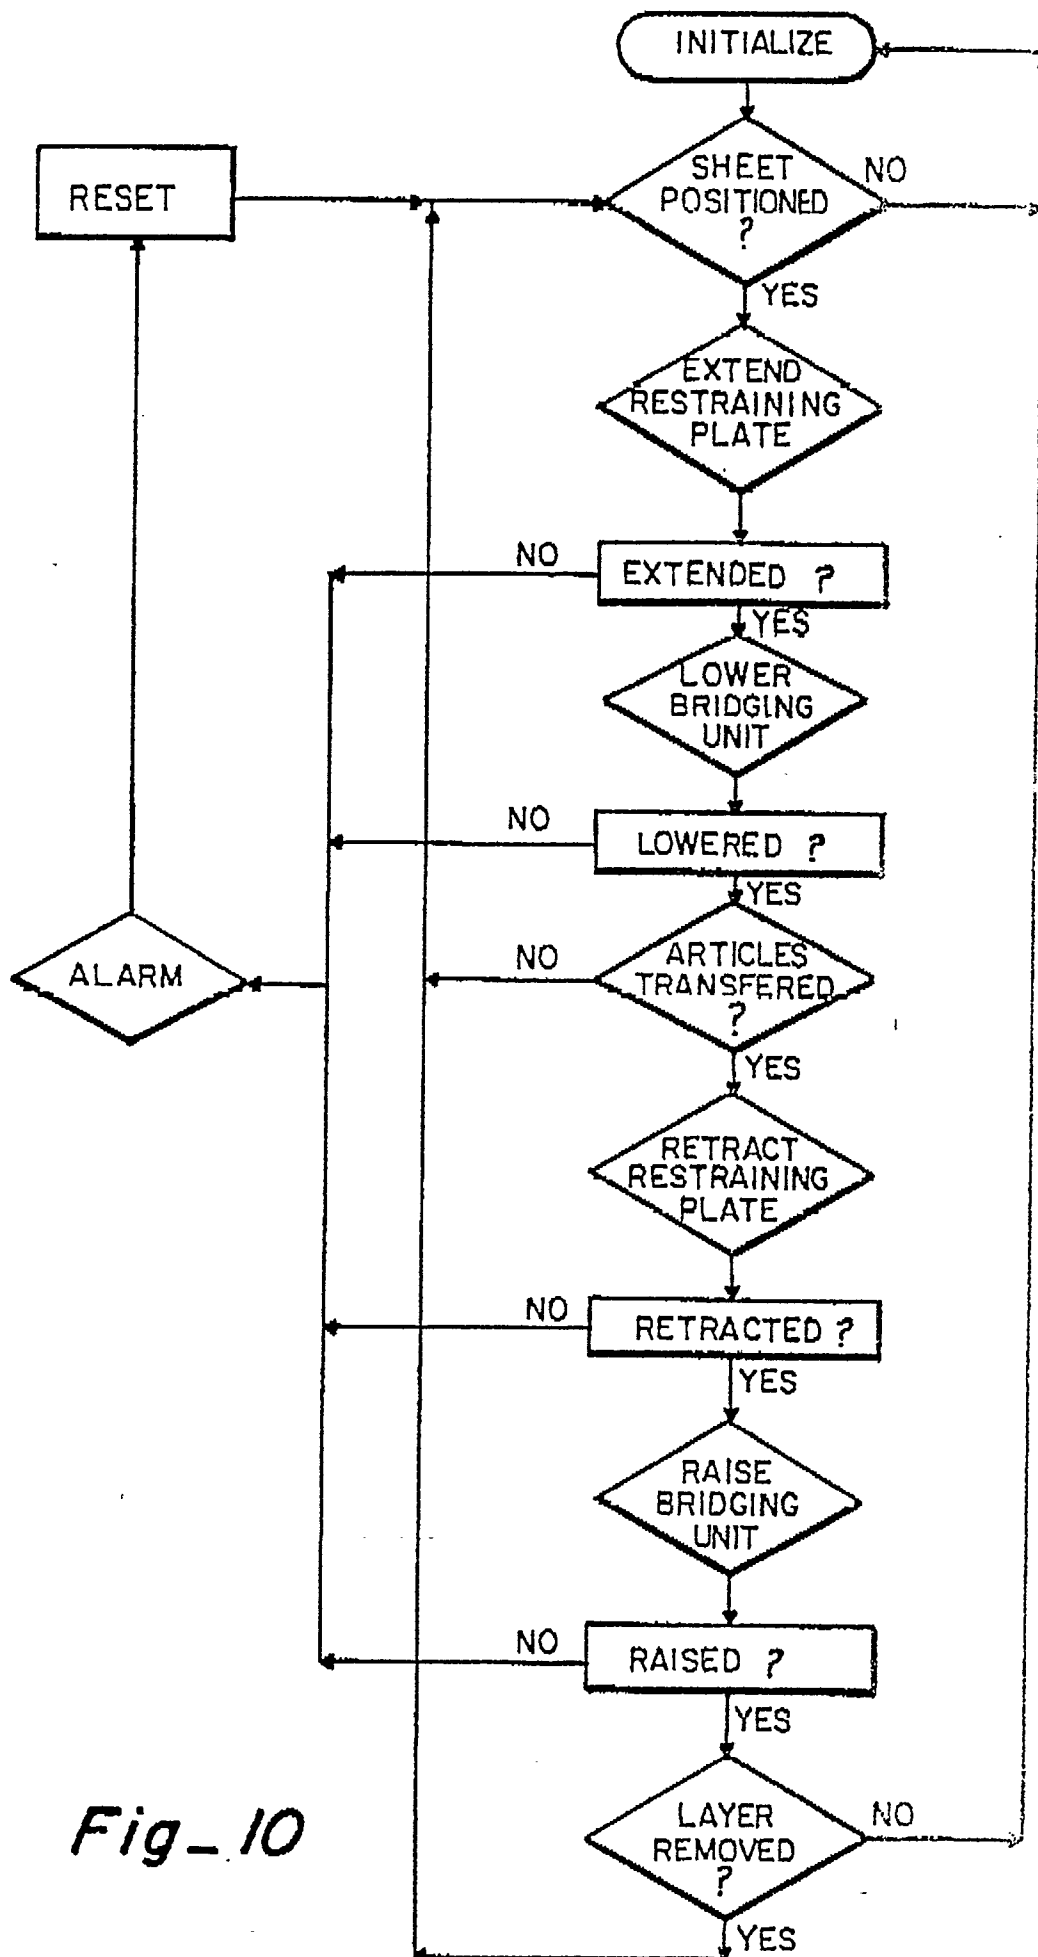 INITIALIZE
RESET
SHEET
POSITIONED
?
NO
YES
EXTEND
RESTRAINING
PLATE
NO
EXTENDED ?
YES
LOWER
BRIDGING
UNIT
NO
LOWERED ?
YES
ALARM
NO
ARTICLES
TRANSFERED
?
YES
RETRACT
RESTRAINING
PLATE
NO
RETRACTED ?
YES
RAISE
BRIDGING
UNIT
NO
RAISED ?
YES
LAYER
REMOVED
?
NO
YES
Fig_10